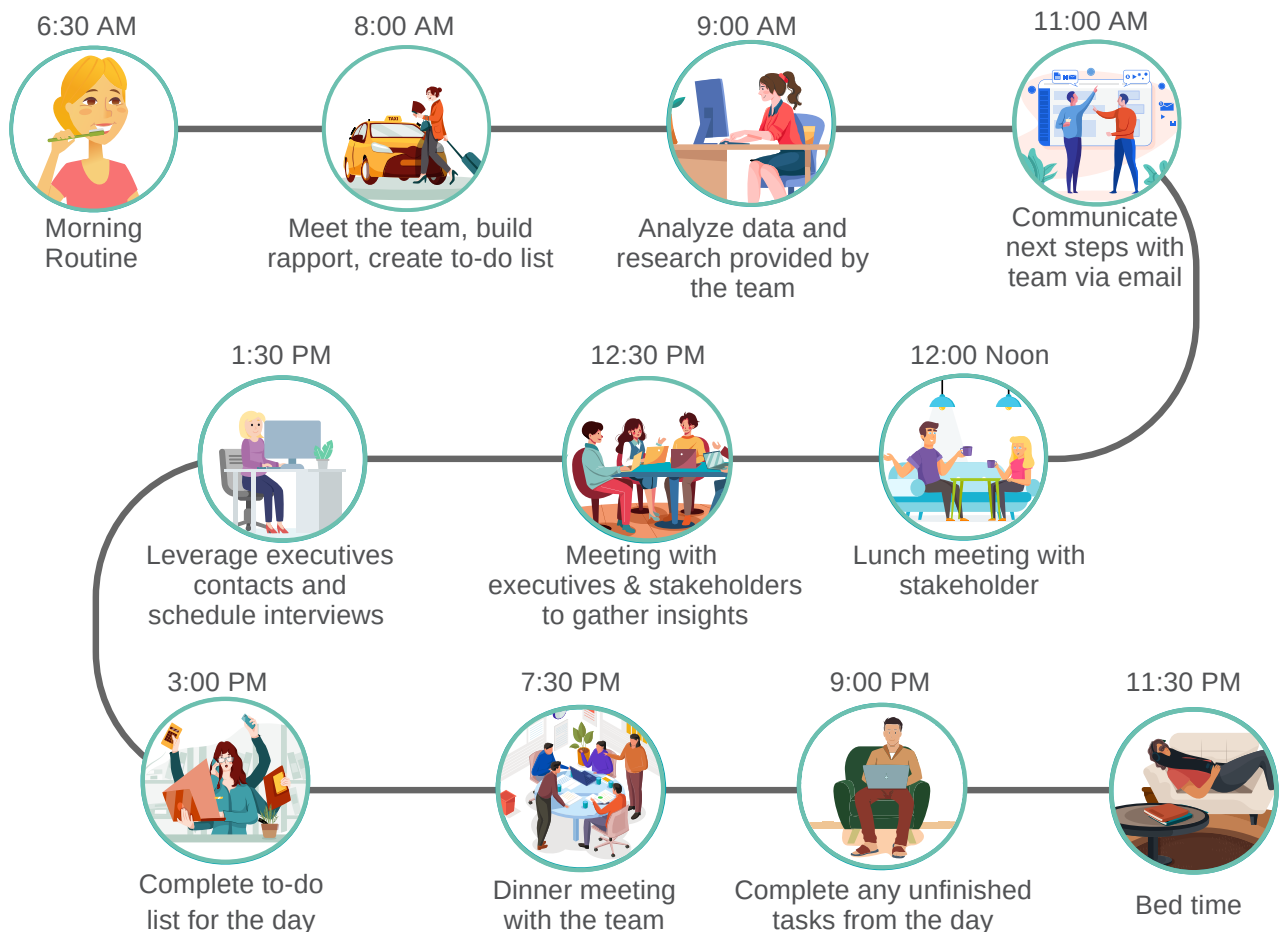 6:30 AM
Morning
Routine
8:00 AM
TAXI
Meet the team, build
rapport, create to-do list
9:00 AM
Analyze data and
research provided by
the team
11:00 AM
Communicate
next steps with
team via email
12:00 Noon
Lunch meeting with
stakeholder
12:30 PM
Meeting with
executives & stakeholders
to gather insights
1:30 PM
Leverage executives
contacts and
schedule interviews
3:00 PM
Complete to-do
list for the day
7:30 PM
Dinner meeting
with the team
9:00 PM
Complete any unfinished
tasks from the day
11:30 PM
Bed time